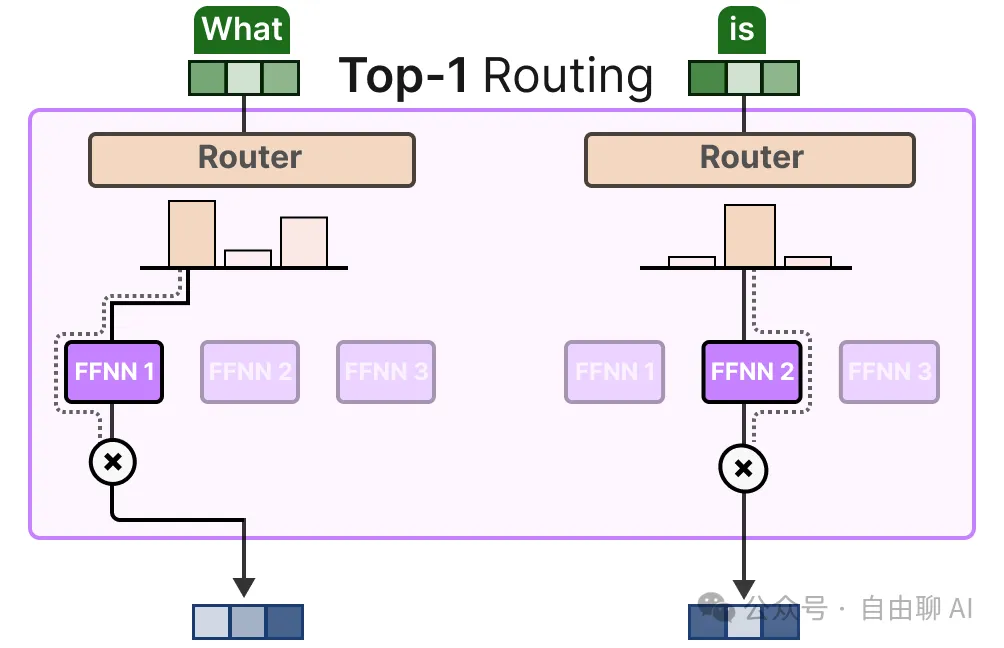 What
is
Top-1 Routing
Router
Router
FFNN 1
FFNN 2
FFNN 3
FFNN 1
FFNN 2
FFNN 3
公众号 · 自由聊 AI